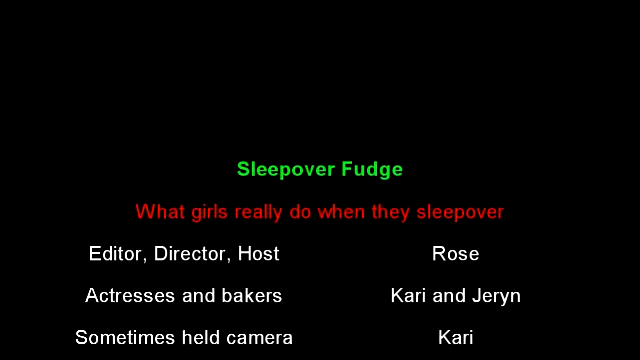 Sleepover Fudge
What girls really do when they sleepover
Editor, Director, Host Rose
Actresses and bakers Kari and Jeryn
Sometimes held camera Kari